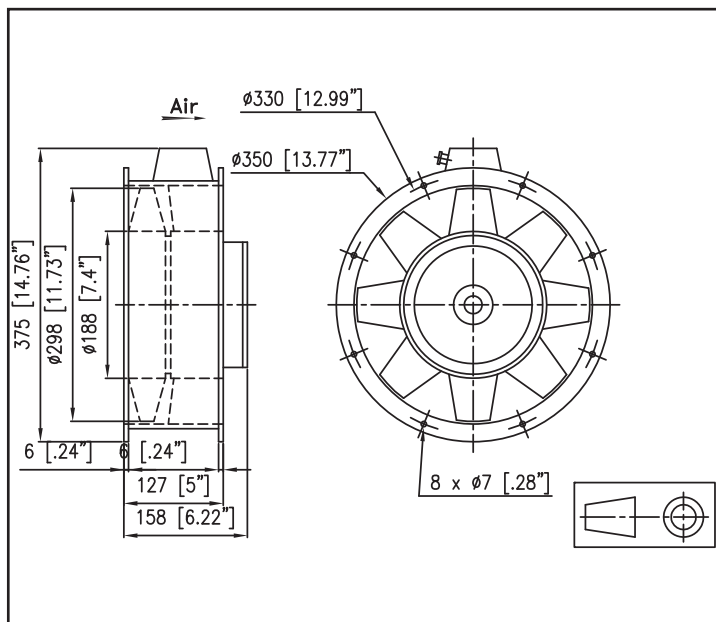 Air
ø330 [12.99”]
ø350 [13.77”]
375 [14.76”]
ø298 [11.73”]
ø188 [7.4”]
6 [.24”]
6 [.24”]
127 [5”]
158 [6.22”]
8 x ø7 [.28”]